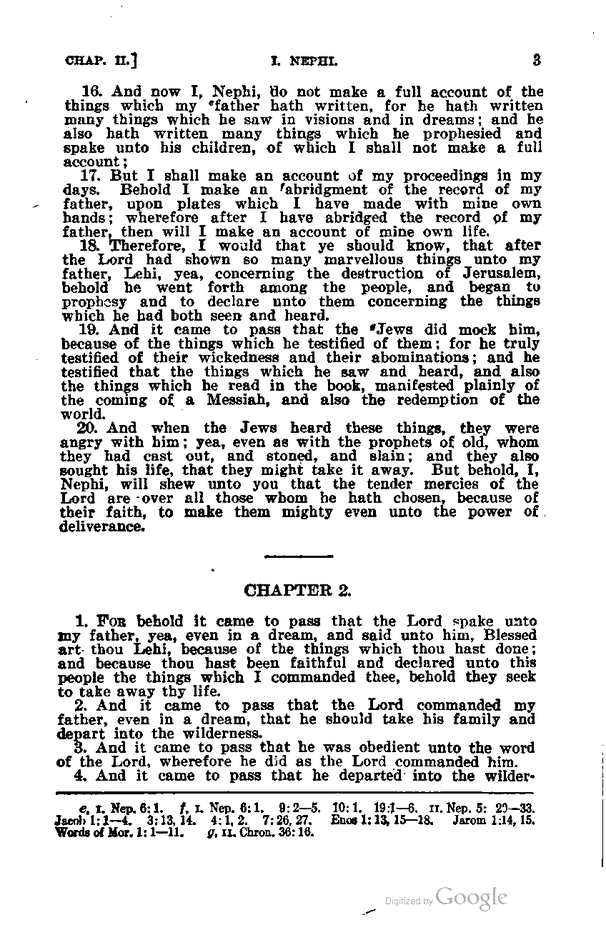 CHAP. II.] I. NEPHI. 3
16. And now I, Nephi, do not make a full account of the
things which my ᵉfather hath written, for he hath written
many things which he saw in visions and in dreams; and he
also hath written many things which he prophesied and
spake unto his children, of which I shall not make a full
account;
17. But I shall make an account of my proceedings in my
days. Behold I make an ᶠabridgment of the record of my
father, upon plates which I have made with mine own
hands; wherefore after I have abridged the record of my
father, then will I make an account of mine own life.
18. Therefore, I would that ye should know, that after
the Lord had shown so many marvellous things unto my
father, Lehi, yea, concerning the destruction of Jerusalem,
behold he went forth among the people, and began to
prophesy and to declare unto them concerning the things
which he had both seen and heard.
19. And it came to pass that the ᵍJews did mock him,
because of the things which he testified of them; for he truly
testified of their wickedness and their abominations; and he
testified that the things which he saw and heard, and also
the things which he read in the book, manifested plainly of
the coming of a Messiah, and also the redemption of the
world.
20. And when the Jews heard these things, they were
angry with him; yea, even as with the prophets of old, whom
they had cast out, and stoned, and slain; and they also
sought his life, that they might take it away. But behold, I,
Nephi, will shew unto you that the tender mercies of the
Lord are over all those whom he hath chosen, because of
their faith, to make them mighty even unto the power of
deliverance.
CHAPTER 2.
1. FOR behold it came to pass that the Lord spake unto
my father, yea, even in a dream, and said unto him, Blessed
art thou Lehi, because of the things which thou hast done;
and because thou hast been faithful and declared unto this
people the things which I commanded thee, behold they seek
to take away thy life.
2. And it came to pass that the Lord commanded my
father, even in a dream, that he should take his family and
depart into the wilderness.
3. And it came to pass that he was obedient unto the word
of the Lord, wherefore he did as the Lord commanded him.
4. And it came to pass that he departed into the wilder-
e, I. Nep. 6:1. f, I. Nep. 6:1. 9:2—5. 10:1. 19:1—6. II. Nep. 5: 29—33.
Jacob 1:1—4. 3:13, 14. 4:1, 2. 7:26, 27. Enos 1:13, 15—18. Jarom 1:14, 15.
Words of Mor. 1:1—11. g, II. Chron. 36:16.
Digitized by Google